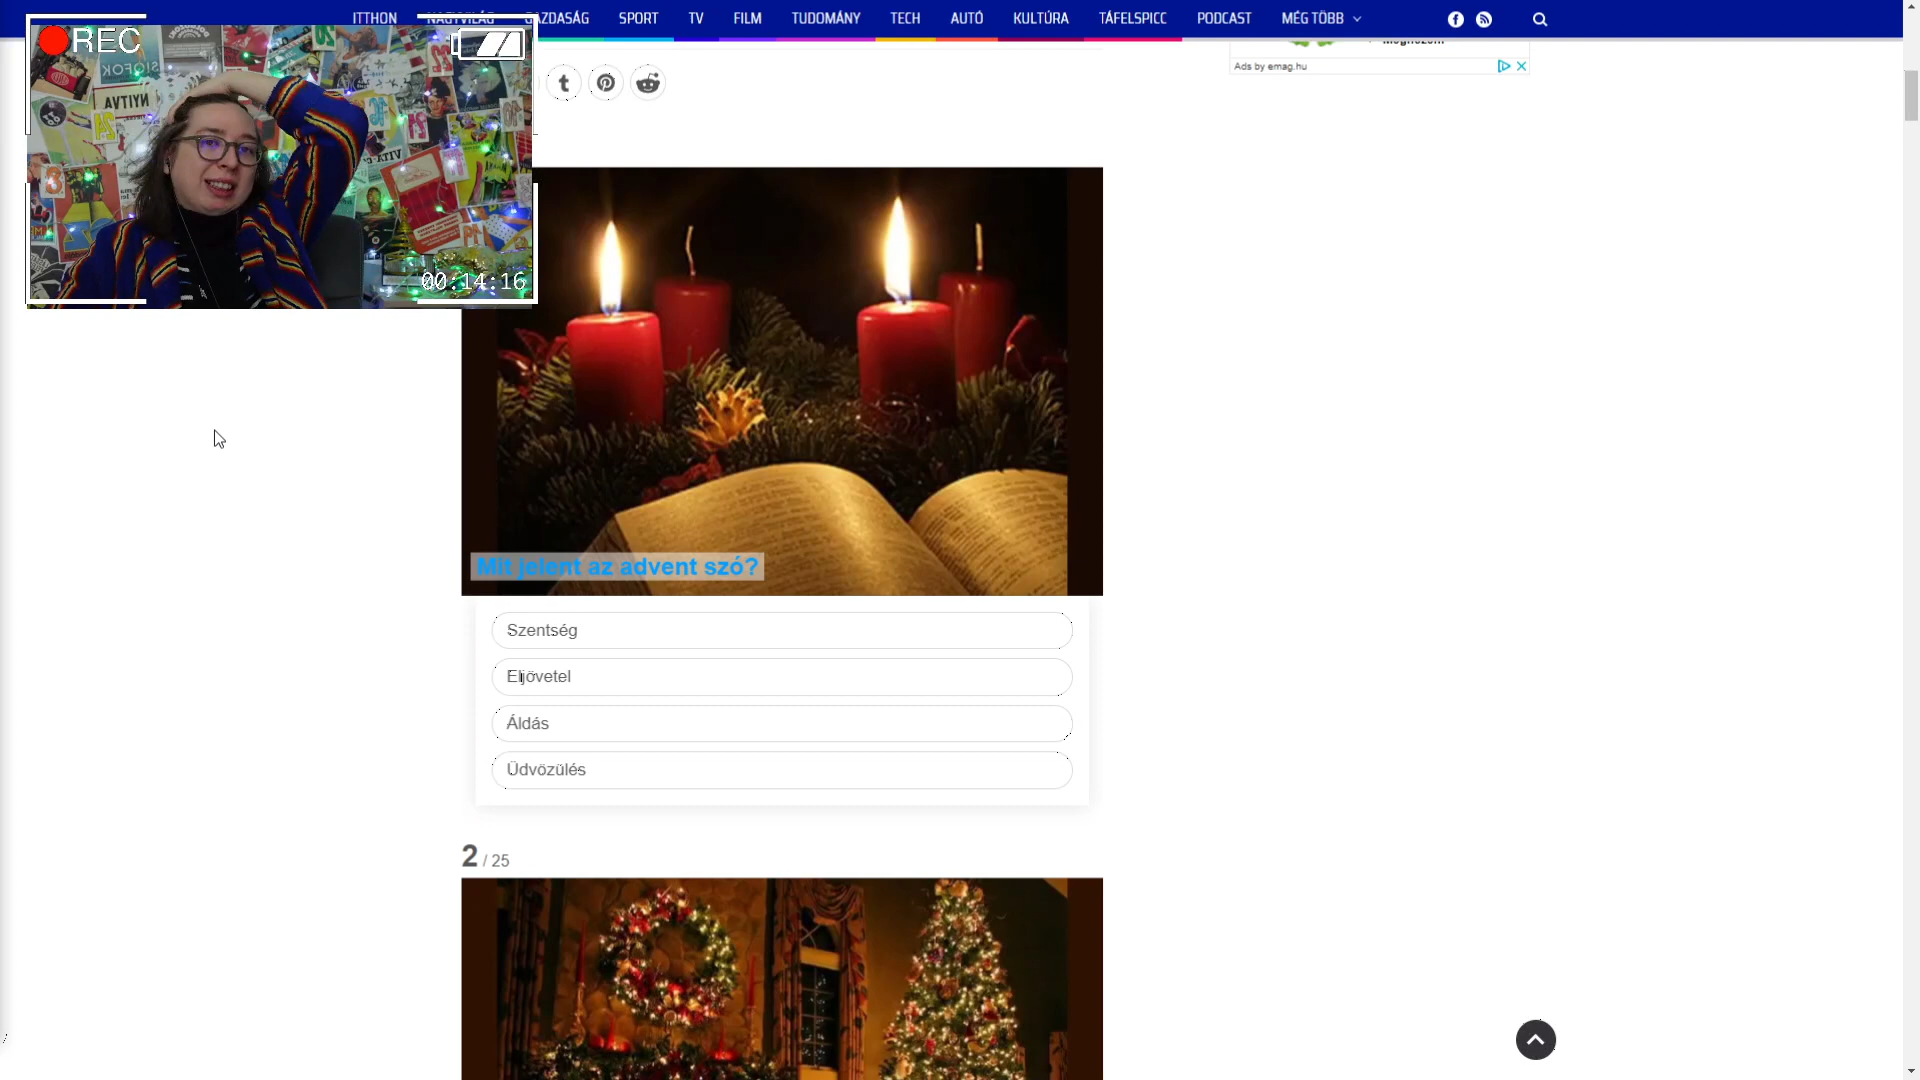 ITTHON NAGYVILÁG GAZDASÁG SPORT TV FILM TUDOMÁNY TECH AUTÓ KULTÚRA TÁFELSPICC PODCAST MÉG TÖBB
REC
Ads by emag.hu
00:14:16
Mit jelent az advent szó?
Szentség
Eljövetel
Áldás
Üdvözülés
2 / 25